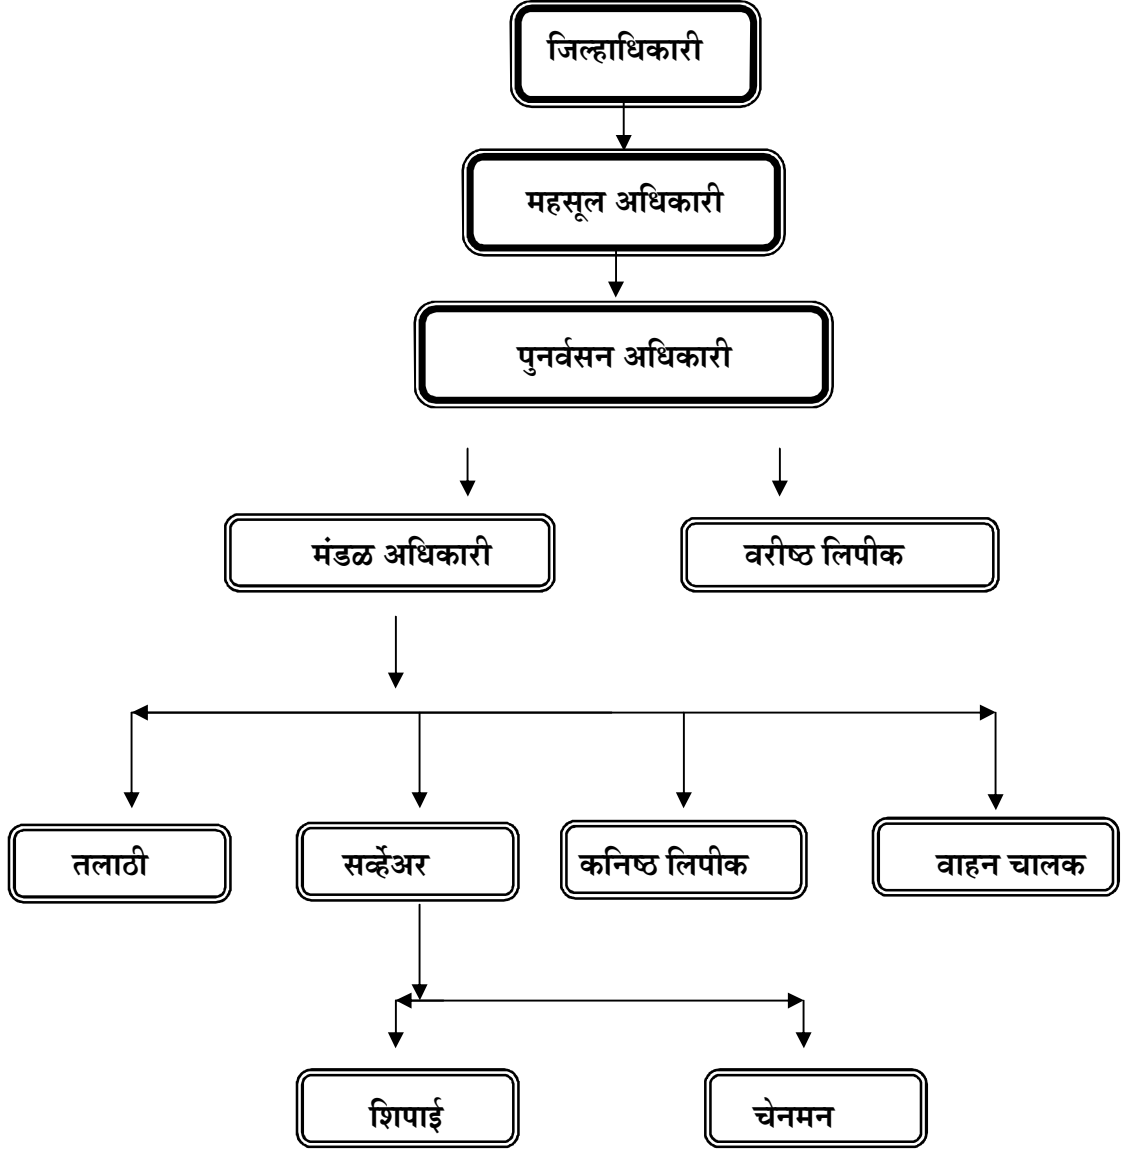 जिल्हाधिकारी
महसूल अधिकारी
पुनर्वसन अधिकारी
मंडळ अधिकारी
वरीष्ठ लिपीक
तलाठी
सर्व्हेअर
कनिष्ठ लिपीक
वाहन चालक
शिपाई
चेनमन